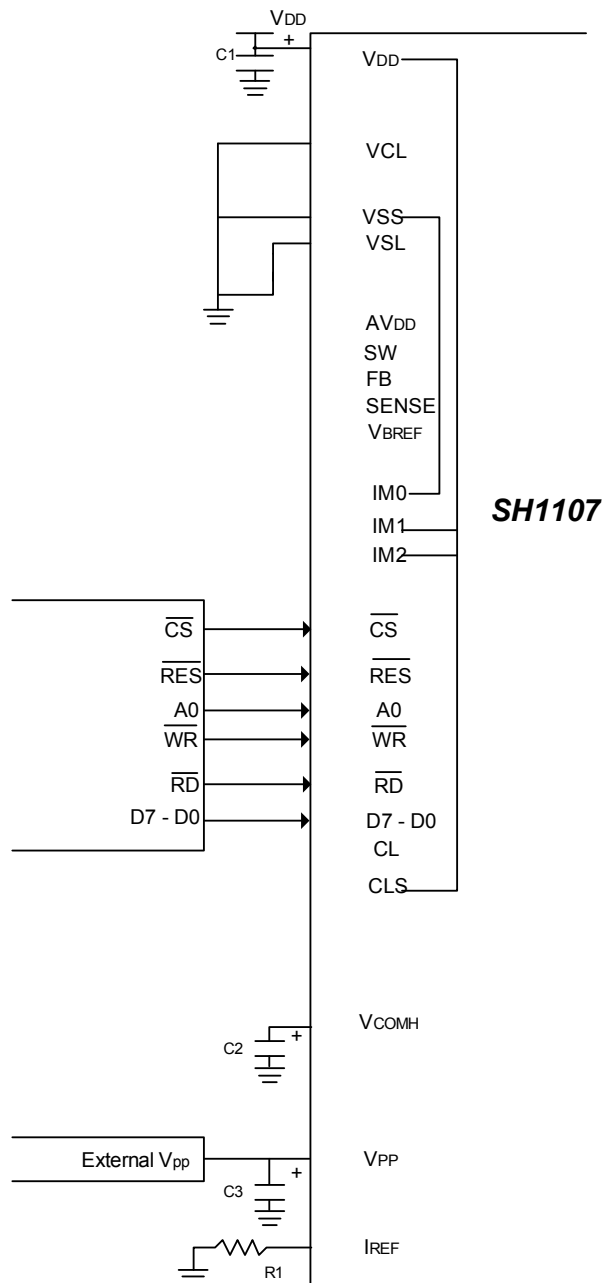 VDD
+
C1
VDD
VCL
VSS
VSL
AVDD
SW
FB
SENSE
VBREF
IM0
IM1
IM2
SH1107
CS CS
RES RES
A0 A0
WR WR
RD RD
D7 - D0 D7 - D0
CL
CLS
VCOMH
C2 +
External Vpp VPP
C3 +
IREF
R1